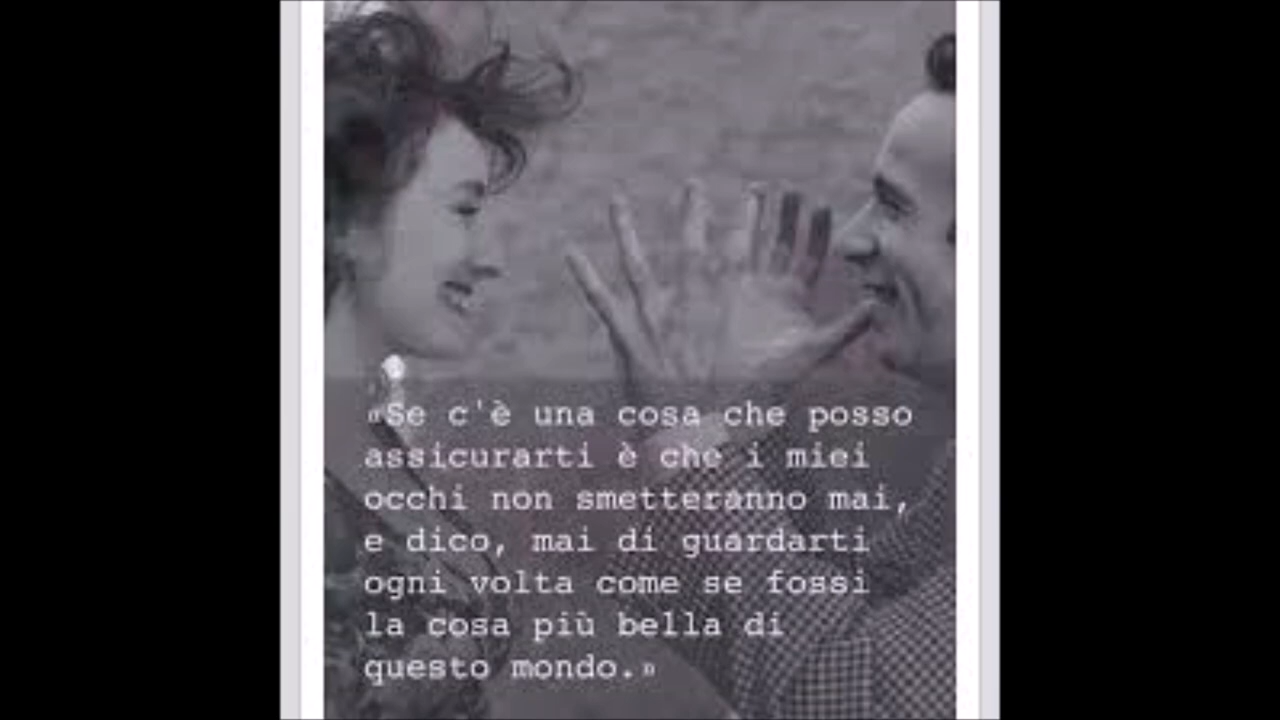 «Se c'è una cosa che posso
assicurarti è che i miei
occhi non smetteranno mai,
e dico, mai di guardarti
ogni volta come se fossi
la cosa più bella di
questo mondo.»